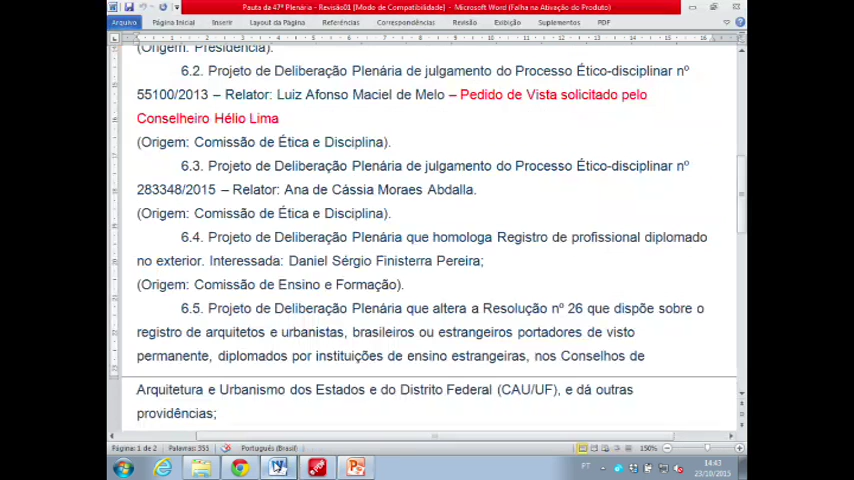 Pauta da 47ª Plenária - Revisão01 [Modo de Compatibilidade] - Microsoft Word (Falha na Ativação do Produto)
Arquivo Página Inicial Inserir Layout da Página Referências Correspondências Revisão Exibição Suplementos PDF
(Origem: Presidência).
6.2. Projeto de Deliberação Plenária de julgamento do Processo Ético-disciplinar nº
55100/2013 – Relator: Luiz Afonso Maciel de Melo – Pedido de Vista solicitado pelo
Conselheiro Hélio Lima
(Origem: Comissão de Ética e Disciplina).
6.3. Projeto de Deliberação Plenária de julgamento do Processo Ético-disciplinar nº
283348/2015 – Relator: Ana de Cássia Moraes Abdalla.
(Origem: Comissão de Ética e Disciplina).
6.4. Projeto de Deliberação Plenária que homologa Registro de profissional diplomado
no exterior. Interessada: Daniel Sérgio Finisterra Pereira;
(Origem: Comissão de Ensino e Formação).
6.5. Projeto de Deliberação Plenária que altera a Resolução nº 26 que dispõe sobre o
registro de arquitetos e urbanistas, brasileiros ou estrangeiros portadores de visto
permanente, diplomados por instituições de ensino estrangeiras, nos Conselhos de
Arquitetura e Urbanismo dos Estados e do Distrito Federal (CAU/UF), e dá outras
providências;
Página: 1 de 2 Palavras: 355 Português (Brasil) 150%
PT 14:43
23/10/2015